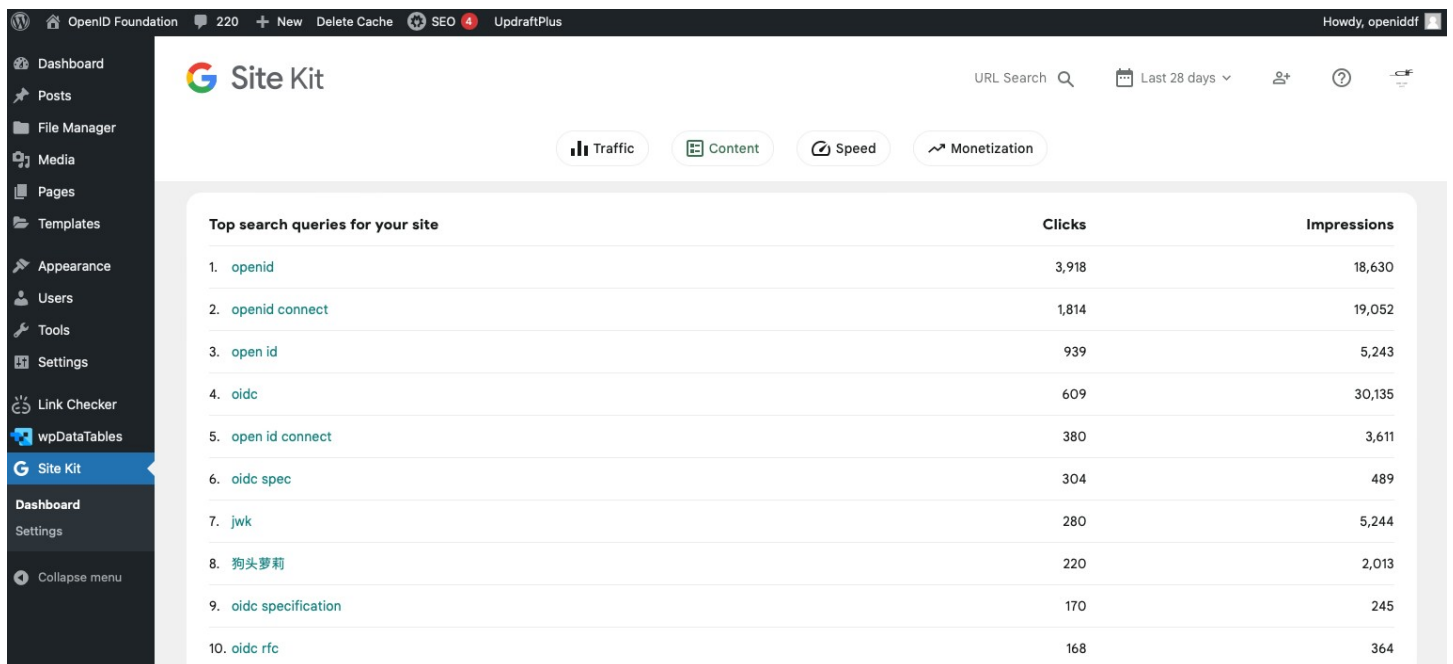 OpenID Foundation 220 New Delete Cache SEO 4 UpdraftPlus Howdy, openiddf
Dashboard
Posts
File Manager
Media
Pages
Templates
Appearance
Users
Tools
Settings
Link Checker
wpDataTables
Site Kit
Dashboard
Settings
Collapse menu
Site Kit URL Search Last 28 days
Traffic Content Speed Monetization
Top search queries for your site Clicks Impressions
1. openid 3,918 18,630
2. openid connect 1,814 19,052
3. open id 939 5,243
4. oidc 609 30,135
5. open id connect 380 3,611
6. oidc spec 304 489
7. jwk 280 5,244
8. 狗头萝莉 220 2,013
9. oidc specification 170 245
10. oidc rfc 168 364